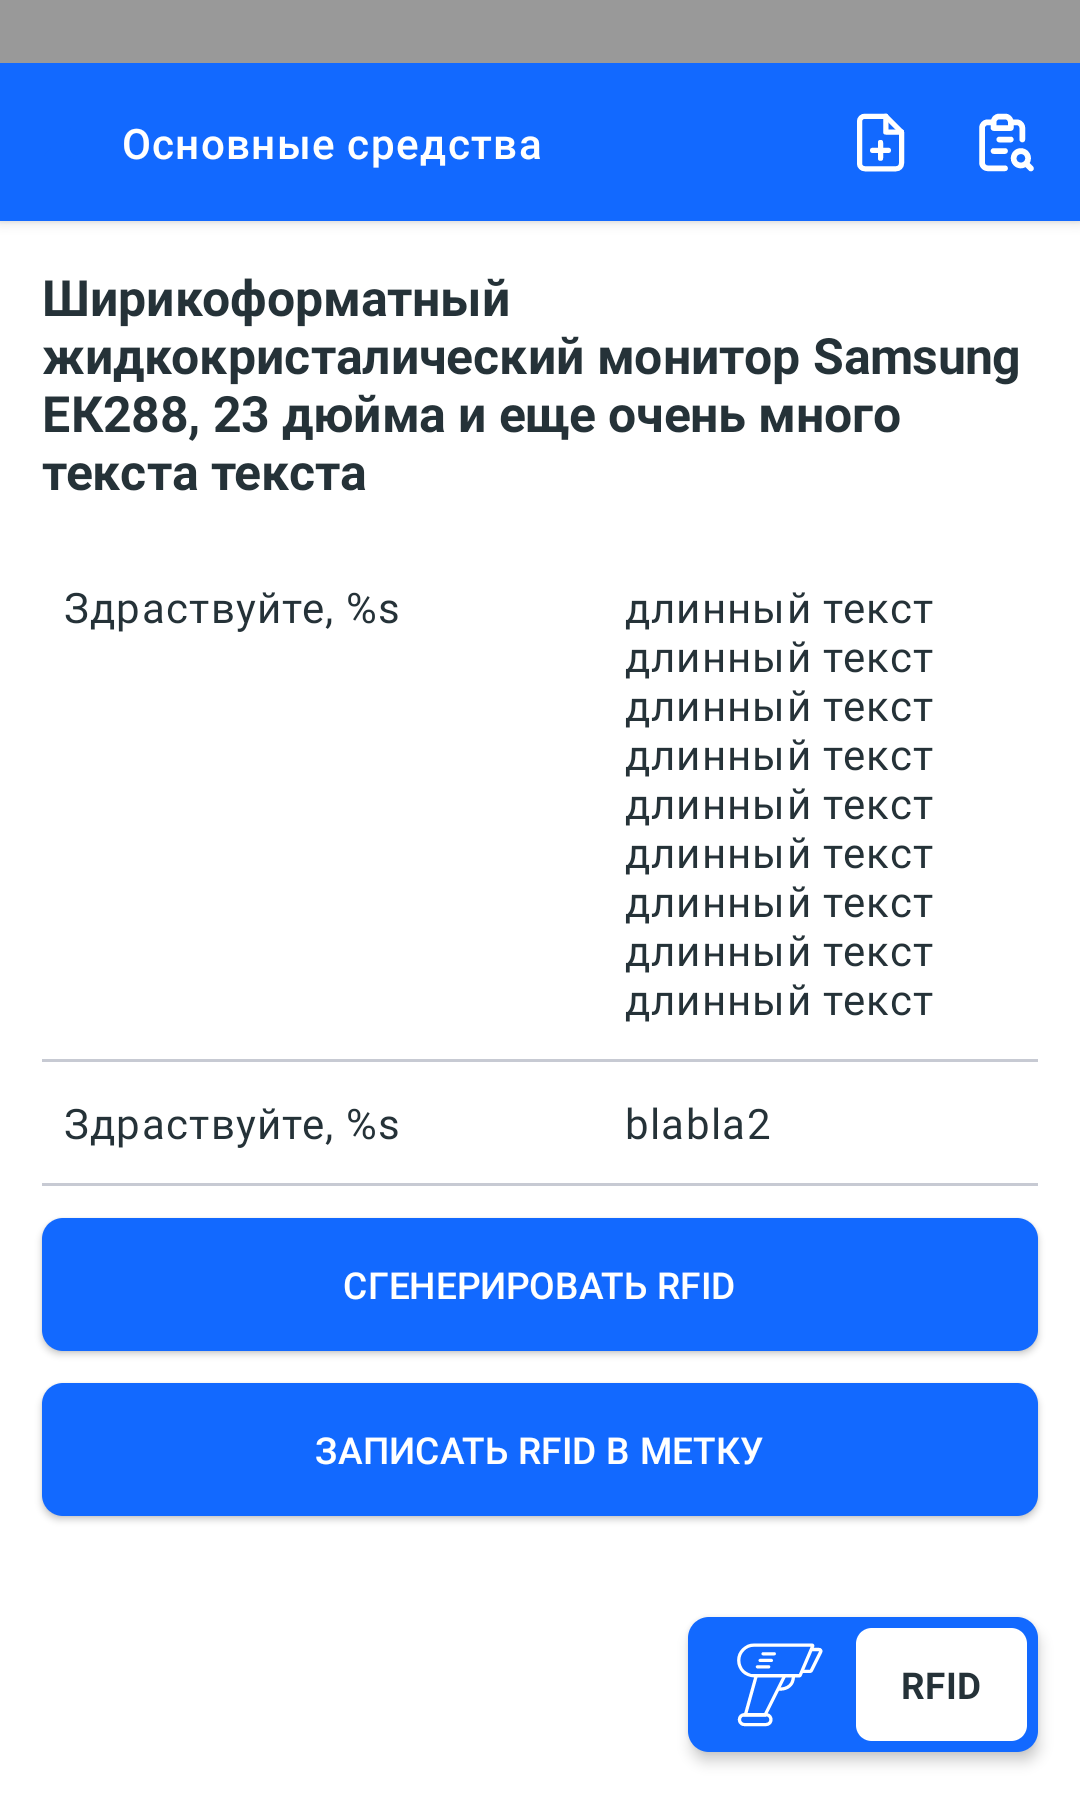 Основные средства
Ширикоформатный
жидкокристалический монитор Samsung
ЕК288, 23 дюйма и еще очень много
текста текста
Здраствуйте, %s
длинный текст
длинный текст
длинный текст
длинный текст
длинный текст
длинный текст
длинный текст
длинный текст
длинный текст
Здраствуйте, %s
blabla2
СГЕНЕРИРОВАТЬ RFID
ЗАПИСАТЬ RFID В МЕТКУ
RFID